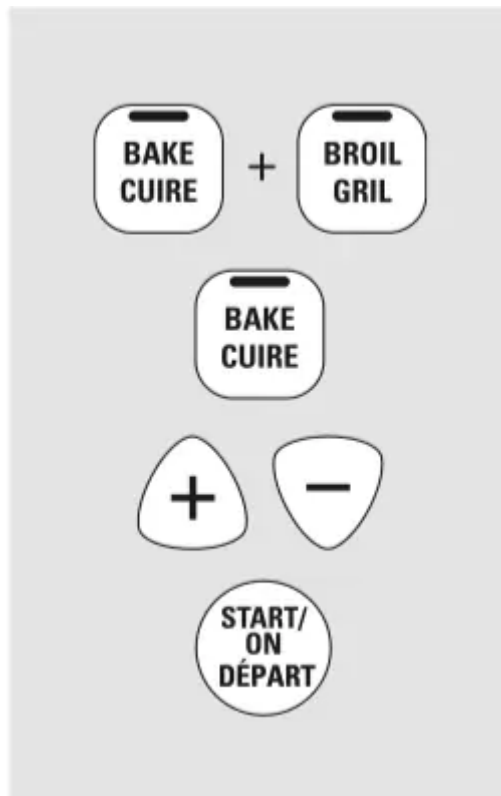 BAKE
CUIRE
+
BROIL
GRIL
BAKE
CUIRE
+ −
START/
ON
DÉPART